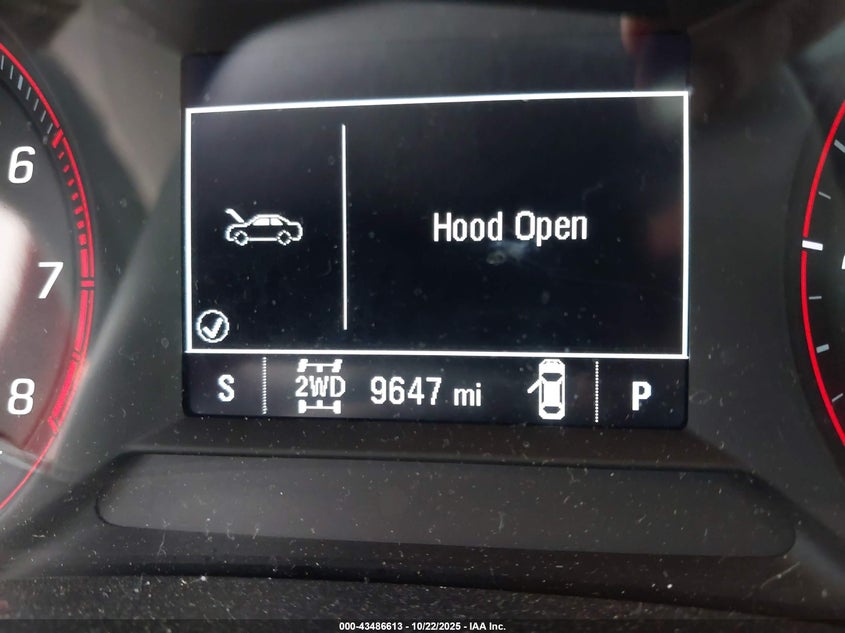 6
7
8
Hood Open
S 2WD 9647 mi P
000-43486613 - 10/22/2025 - IAA Inc.